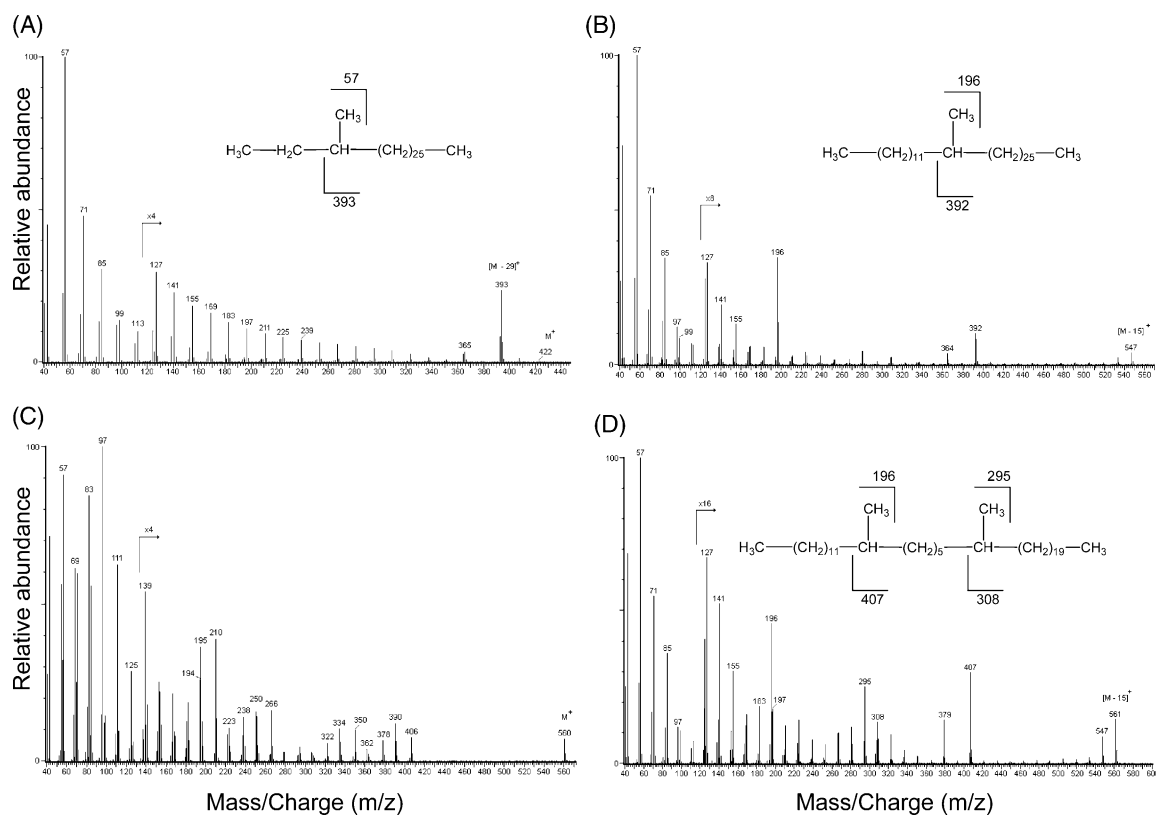 (A)
Relative abundance
100
0
57
71
85
99
113
x4
127
141
155
169
183
197
211
225
239
365
[M - 29]+
393
M+
422
57
CH3
H3C—H2C—CH—(CH2)25—CH3
393
40 60 80 100 120 140 160 180 200 220 240 260 280 300 320 340 360 380 400 420 440
(B)
100
0
57
71
85
97
99
x8
127
141
155
196
364
392
[M - 15]+
547
196
CH3
H3C—(CH2)11—CH—(CH2)25—CH3
392
40 60 80 100 120 140 160 180 200 220 240 260 280 300 320 340 360 380 400 420 440 460 480 500 520 540 560
(C)
Relative abundance
100
0
57
69
83
97
111
125
x4
139
194
195
210
223
238
250
266
322
334
350
362
378
390
406
M+
560
40 60 80 100 120 140 160 180 200 220 240 260 280 300 320 340 360 380 400 420 440 460 480 500 520 540 560
Mass/Charge (m/z)
(D)
100
0
57
71
85
97
x16
127
141
155
183
196
197
295
308
379
407
547
[M - 15]+
561
196
295
CH3
CH3
H3C—(CH2)11—CH—(CH2)5—CH—(CH2)19—CH3
407
308
40 60 80 100 120 140 160 180 200 220 240 260 280 300 320 340 360 380 400 420 440 460 480 500 520 540 560 580 600
Mass/Charge (m/z)